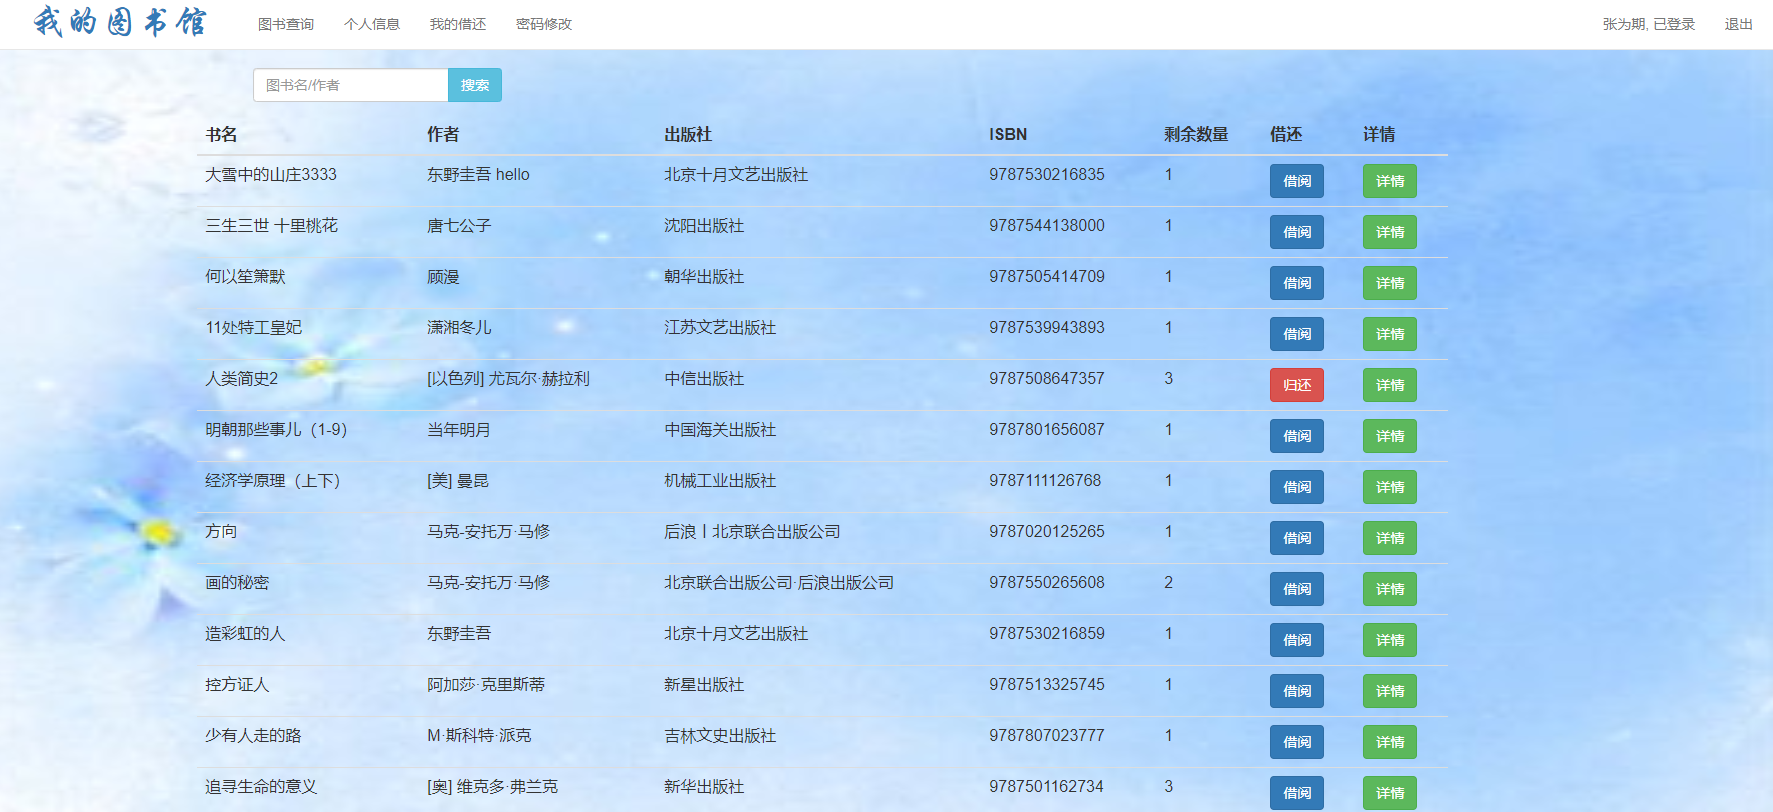 我的图书馆 图书查询 个人信息 我的借还 密码修改 张为期, 已登录 退出
图书名/作者 搜索
书名 作者 出版社 ISBN 剩余数量 借还 详情
大雪中的山庄3333 东野圭吾 hello 北京十月文艺出版社 9787530216835 1 借阅 详情
三生三世 十里桃花 唐七公子 沈阳出版社 9787544138000 1 借阅 详情
何以笙箫默 顾漫 朝华出版社 9787505414709 1 借阅 详情
11处特工皇妃 潇湘冬儿 江苏文艺出版社 9787539943893 1 借阅 详情
人类简史2 [以色列] 尤瓦尔·赫拉利 中信出版社 9787508647357 3 归还 详情
明朝那些事儿（1-9） 当年明月 中国海关出版社 9787801656087 1 借阅 详情
经济学原理（上下） [美] 曼昆 机械工业出版社 9787111126768 1 借阅 详情
方向 马克-安托万·马修 后浪丨北京联合出版公司 9787020125265 1 借阅 详情
画的秘密 马克-安托万·马修 北京联合出版公司·后浪出版公司 9787550265608 2 借阅 详情
造彩虹的人 东野圭吾 北京十月文艺出版社 9787530216859 1 借阅 详情
控方证人 阿加莎·克里斯蒂 新星出版社 9787513325745 1 借阅 详情
少有人走的路 M·斯科特·派克 吉林文史出版社 9787807023777 1 借阅 详情
追寻生命的意义 [奥] 维克多·弗兰克 新华出版社 9787501162734 3 借阅 详情